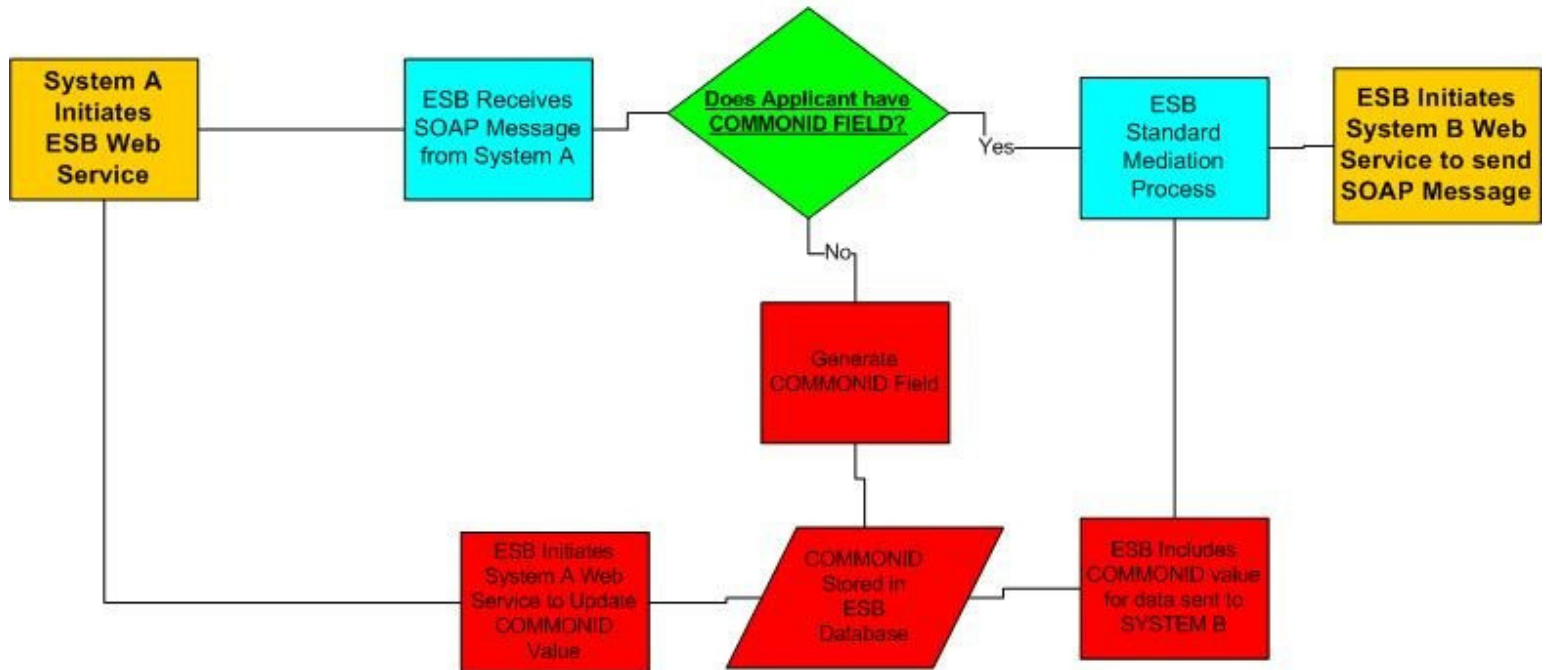 System A
Initiates
ESB Web
Service
ESB Receives
SOAP Message
from System A
Does Applicant have
COMMONID FIELD?
Yes
ESB
Standard
Mediation
Process
ESB Initiates
System B Web
Service to send
SOAP Message
No
Generate
COMMONID Field
ESB Initiates
System A Web
Service to Update
COMMONID
Value
COMMONID
Stored in
ESB
Database
ESB Includes
COMMONID value
for data sent to
SYSTEM B